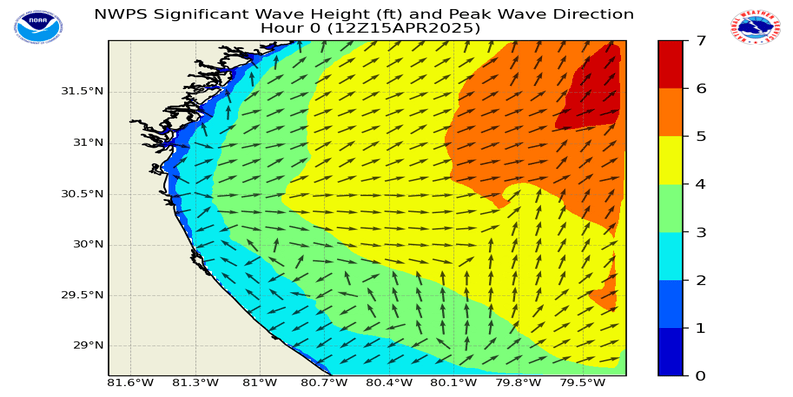 NWPS Significant Wave Height (ft) and Peak Wave Direction
Hour 0 (12Z15APR2025)
NOAA
7
6
5
4
3
2
1
0
31.5°N
31°N
30.5°N
30°N
29.5°N
29°N
81.6°W 81.3°W 81°W 80.7°W 80.4°W 80.1°W 79.8°W 79.5°W